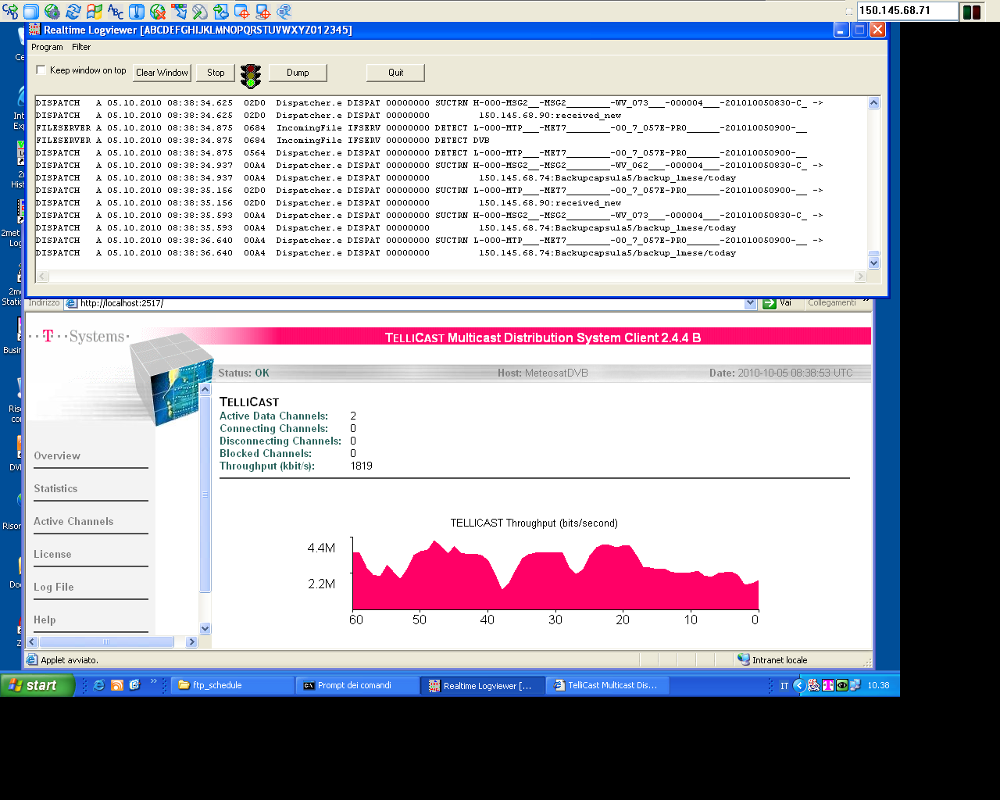 150.145.68.71
Realtime Logviewer [ABCDEFGHIJKLMNOPQRSTUVWXYZ012345]
Program Filter
Keep window on top Clear Window Stop Dump Quit
DISPATCH A 05.10.2010 08:38:34.625 02D0 Dispatcher.e DISPAT 00000000 SUCTRN H-000-MSG2__-MSG2________-WV_073___-000004___-201010050830-C_ ->
DISPATCH A 05.10.2010 08:38:34.625 02D0 Dispatcher.e DISPAT 00000000 150.145.68.90:received_new
FILESERVER A 05.10.2010 08:38:34.875 0684 IncomingFile IFSERV 00000000 DETECT L-000-MTP___-MET7________-00_7_057E-PRO______-201010050900-__
FILESERVER A 05.10.2010 08:38:34.875 0684 IncomingFile IFSERV 00000000 DETECT DVB
DISPATCH A 05.10.2010 08:38:34.875 0564 Dispatcher.e DISPAT 00000000 DETECT L-000-MTP___-MET7________-00_7_057E-PRO______-201010050900-__
DISPATCH A 05.10.2010 08:38:34.937 00A4 Dispatcher.e DISPAT 00000000 SUCTRN H-000-MSG2__-MSG2________-WV_062___-000004___-201010050830-C_ ->
DISPATCH A 05.10.2010 08:38:34.937 00A4 Dispatcher.e DISPAT 00000000 150.145.68.74:Backupcapsula5/backup_lmese/today
DISPATCH A 05.10.2010 08:38:35.156 02D0 Dispatcher.e DISPAT 00000000 SUCTRN L-000-MTP___-MET7________-00_7_057E-PRO______-201010050900-__ ->
DISPATCH A 05.10.2010 08:38:35.156 02D0 Dispatcher.e DISPAT 00000000 150.145.68.90:received_new
DISPATCH A 05.10.2010 08:38:35.593 00A4 Dispatcher.e DISPAT 00000000 SUCTRN H-000-MSG2__-MSG2________-WV_073___-000004___-201010050830-C_ ->
DISPATCH A 05.10.2010 08:38:35.593 00A4 Dispatcher.e DISPAT 00000000 150.145.68.74:Backupcapsula5/backup_lmese/today
DISPATCH A 05.10.2010 08:38:36.640 00A4 Dispatcher.e DISPAT 00000000 SUCTRN L-000-MTP___-MET7________-00_7_057E-PRO______-201010050900-__ ->
DISPATCH A 05.10.2010 08:38:36.640 00A4 Dispatcher.e DISPAT 00000000 150.145.68.74:Backupcapsula5/backup_lmese/today
Indirizzo http://localhost:2517/ Vai Collegamenti
···T···Systems·
TELLICAST Multicast Distribution System Client 2.4.4 B
Status: OK Host: MeteosatDVB Date: 2010-10-05 08:38:53 UTC
TELLICAST
Active Data Channels: 2
Connecting Channels: 0
Disconnecting Channels: 0
Blocked Channels: 0
Throughput (kbit/s): 1819
Overview
Statistics
Active Channels
License
Log File
Help
TELLICAST Throughput (bits/second)
4.4M
2.2M
60 50 40 30 20 10 0
Applet avviato. Intranet locale
start ftp_schedule Prompt dei comandi Realtime Logviewer [... TelliCast Multicast Dis... IT 10.38